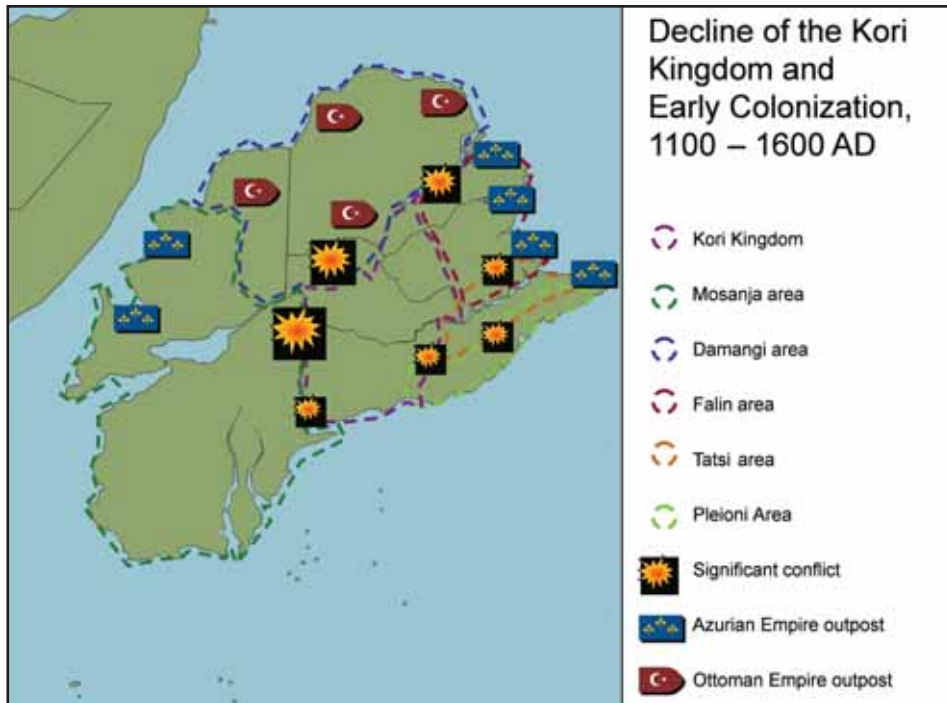 Decline of the Kori
Kingdom and
Early Colonization,
1100 – 1600 AD
Kori Kingdom
Mosanja area
Damangi area
Falin area
Tatsi area
Pleioni Area
Significant conflict
Azurian Empire outpost
Ottoman Empire outpost